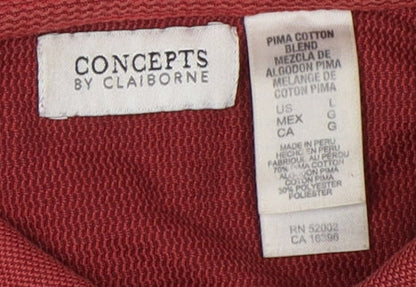 CONCEPTS
BY CLAIBORNE
PIMA COTTON
BLEND
MEZCLA DE
ALGODON PIMA
MELANGE DE
COTON PIMA
US L
MEX G
CA G
MADE IN PERU
HECHO EN PERU
FABRIQUE AU PEROU
70% PIMA COTTON
ALGODON PIMA
COTON PIMA
30% POLYESTER
POLIESTER
RN 52002
CA 16396